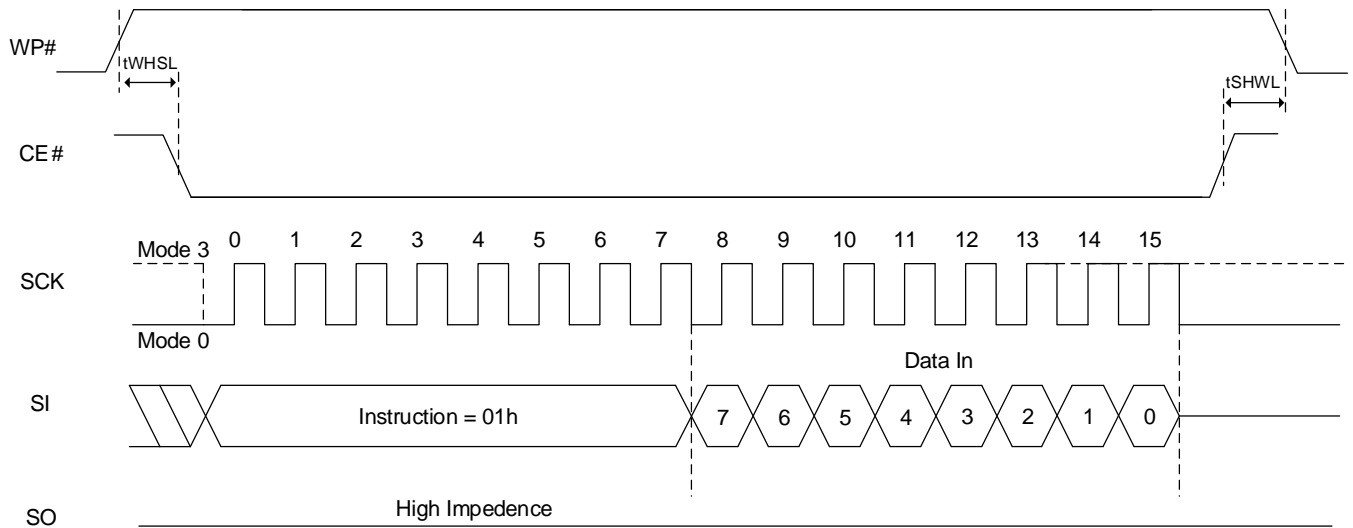 WP#
tWHSL
tSHWL
CE#
0 1 2 3 4 5 6 7 8 9 10 11 12 13 14 15
Mode 3
SCK
Mode 0
Data In
SI
Instruction = 01h
7 6 5 4 3 2 1 0
High Impedence
SO